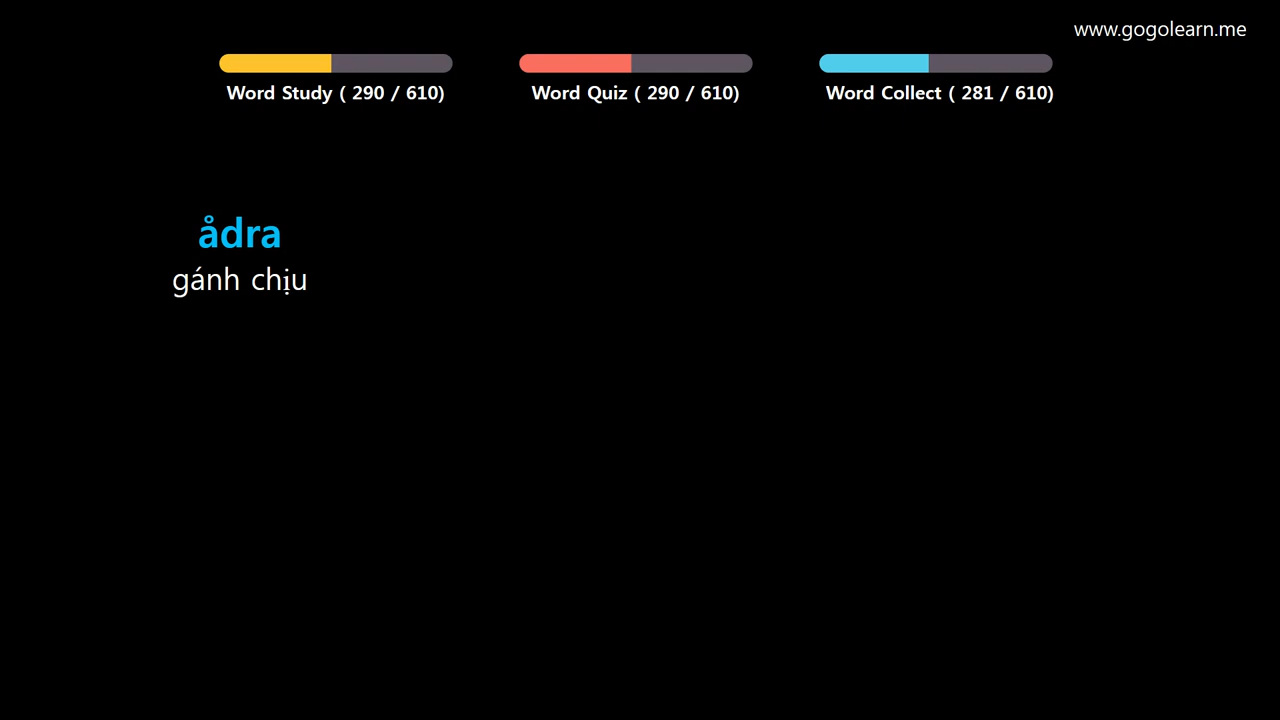 www.gogolearn.me
Word Study ( 290 / 610)
Word Quiz ( 290 / 610)
Word Collect ( 281 / 610)
ådra
gánh chịu